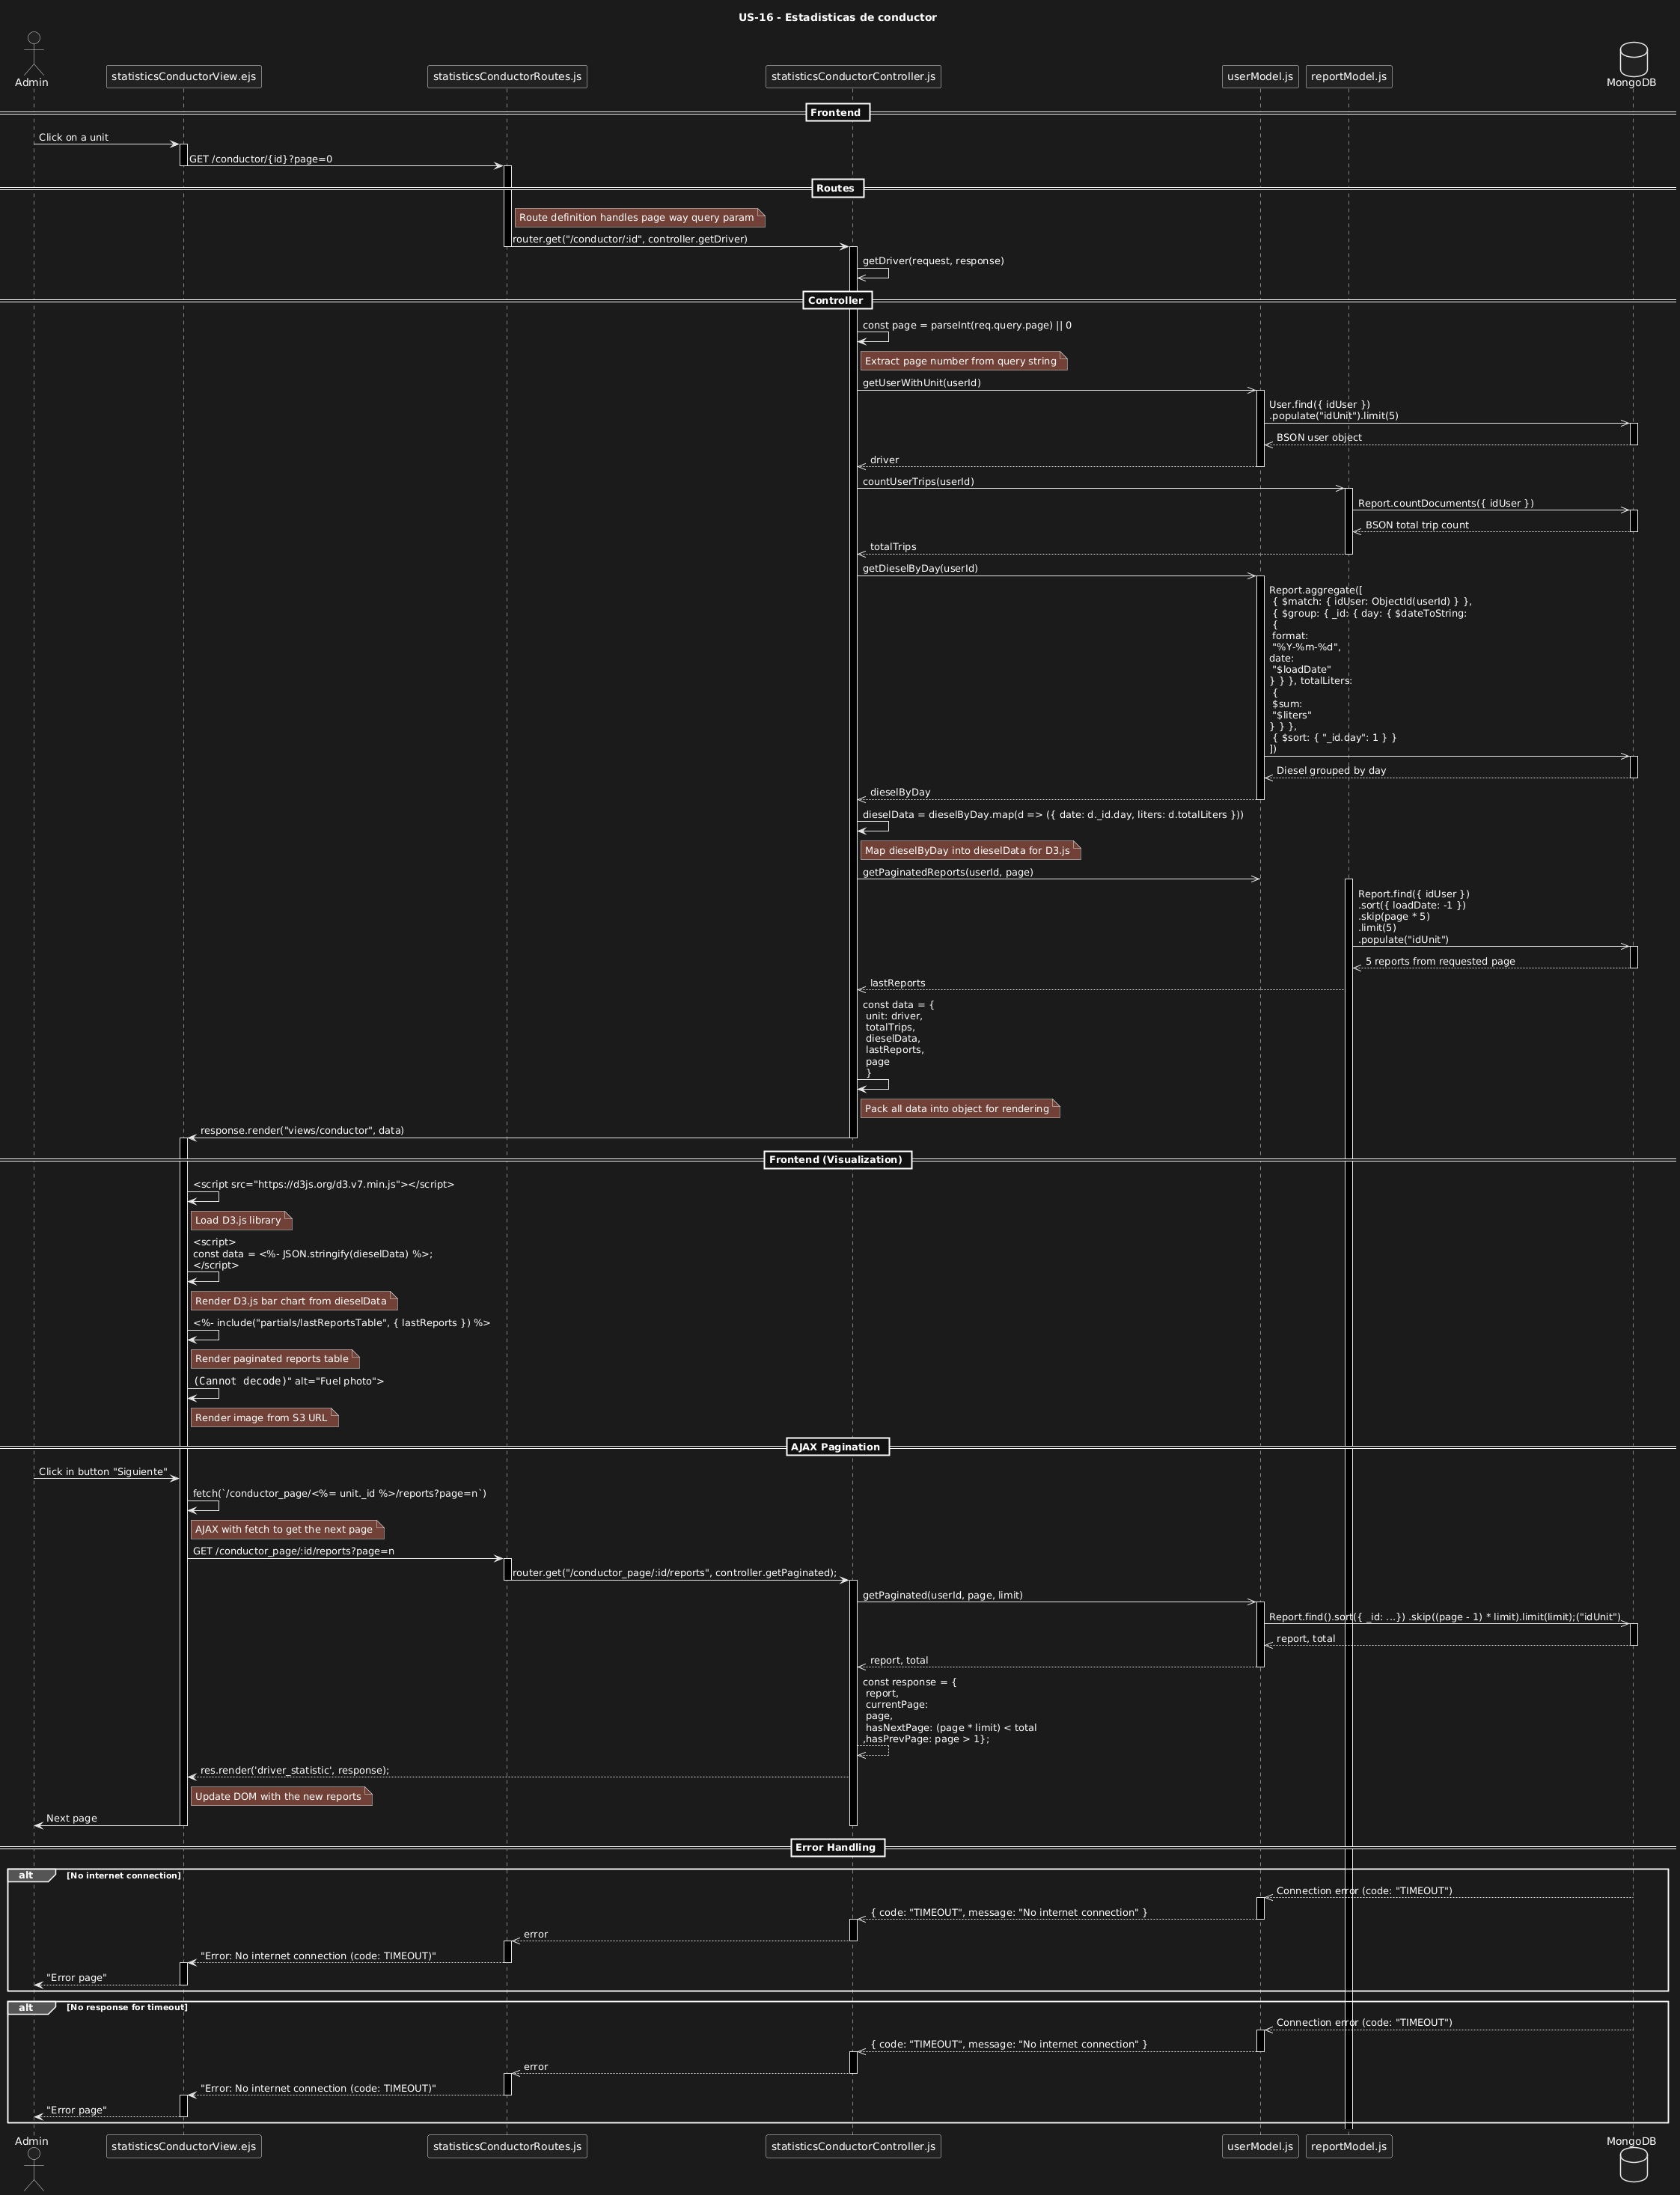 US-16 - Estadisticas de conductor
Admin
statisticsConductorView.ejs
statisticsConductorRoutes.js
statisticsConductorController.js
userModel.js
reportModel.js
MongoDB
Frontend
Click on a unit
GET /conductor/{id}?page=0
Routes
Route definition handles page way query param
router.get("/conductor/:id", controller.getDriver)
getDriver(request, response)
Controller
const page = parseInt(req.query.page) || 0
Extract page number from query string
getUserWithUnit(userId)
User.find({ idUser })
.populate("idUnit").limit(5)
BSON user object
driver
countUserTrips(userId)
Report.countDocuments({ idUser })
BSON total trip count
totalTrips
getDieselByDay(userId)
Report.aggregate([
{ $match: { idUser: ObjectId(userId) } },
{ $group: { _id: { day: { $dateToString:
{
format:
"%Y-%m-%d",
date:
"$loadDate"
} } }, totalLiters:
{
$sum:
"$liters"
} } },
{ $sort: { "_id.day": 1 } }
])
Diesel grouped by day
dieselByDay
dieselData = dieselByDay.map(d => ({ date: d._id.day, liters: d.totalLiters }))
Map dieselByDay into dieselData for D3.js
getPaginatedReports(userId, page)
Report.find({ idUser })
.sort({ loadDate: -1 })
.skip(page * 5)
.limit(5)
.populate("idUnit")
5 reports from requested page
lastReports
const data = {
unit: driver,
totalTrips,
dieselData,
lastReports,
page
}
Pack all data into object for rendering
response.render("views/conductor", data)
Frontend (Visualization)
<script src="https://d3js.org/d3.v7.min.js"></script>
Load D3.js library
<script>
const data = <%- JSON.stringify(dieselData) %>;
</script>
Render D3.js bar chart from dieselData
<%- include("partials/lastReportsTable", { lastReports }) %>
Render paginated reports table
(Cannot decode)" alt="Fuel photo">
Render image from S3 URL
AJAX Pagination
Click in button "Siguiente"
fetch(`/conductor_page/<%= unit._id %>/reports?page=n`)
AJAX with fetch to get the next page
GET /conductor_page/:id/reports?page=n
router.get("/conductor_page/:id/reports", controller.getPaginated);
getPaginated(userId, page, limit)
Report.find().sort({ _id: ...}) .skip((page - 1) * limit).limit(limit);("idUnit")
report, total
report, total
const response = {
report,
currentPage:
page,
hasNextPage: (page * limit) < total
,hasPrevPage: page > 1};
res.render('driver_statistic', response);
Update DOM with the new reports
Next page
Error Handling
alt [No internet connection]
Connection error (code: "TIMEOUT")
{ code: "TIMEOUT", message: "No internet connection" }
error
"Error: No internet connection (code: TIMEOUT)"
"Error page"
alt [No response for timeout]
Connection error (code: "TIMEOUT")
{ code: "TIMEOUT", message: "No internet connection" }
error
"Error: No internet connection (code: TIMEOUT)"
"Error page"
Admin
statisticsConductorView.ejs
statisticsConductorRoutes.js
statisticsConductorController.js
userModel.js
reportModel.js
MongoDB